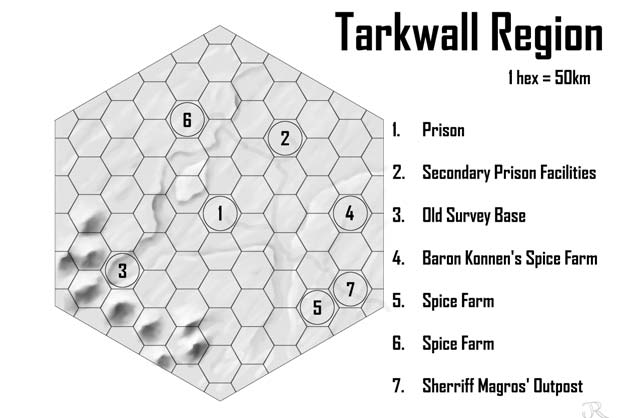 Tarkwall Region
1 hex = 50km
6
2
1
4
3
7
5
1. Prison
2. Secondary Prison Facilities
3. Old Survey Base
4. Baron Konnen's Spice Farm
5. Spice Farm
6. Spice Farm
7. Sherriff Magros' Outpost